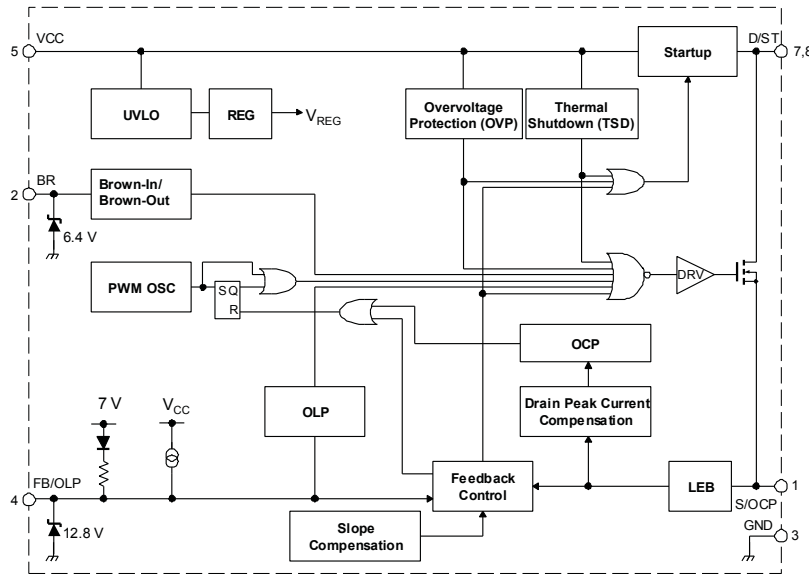 VCC
D/ST
5
7,8
Startup
UVLO
REG
VREG
Overvoltage
Protection (OVP)
Thermal
Shutdown (TSD)
BR
2
Brown-In/
Brown-Out
6.4 V
PWM OSC
S Q
R
DRV
OCP
7 V
VCC
OLP
Drain Peak Current
Compensation
FB/OLP
4
Feedback
Control
LEB
1
S/OCP
12.8 V
Slope
Compensation
GND
3